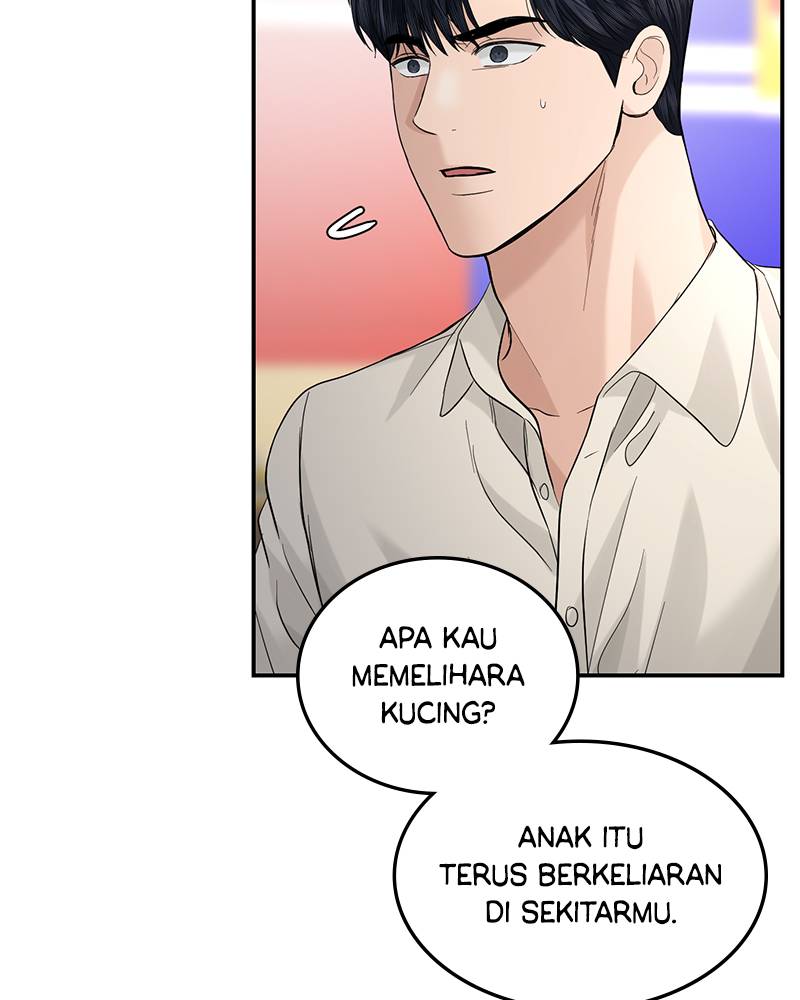 APA KAU
MEMELIHARA
KUCING?
ANAK ITU
TERUS BERKELIARAN
DI SEKITARMU.